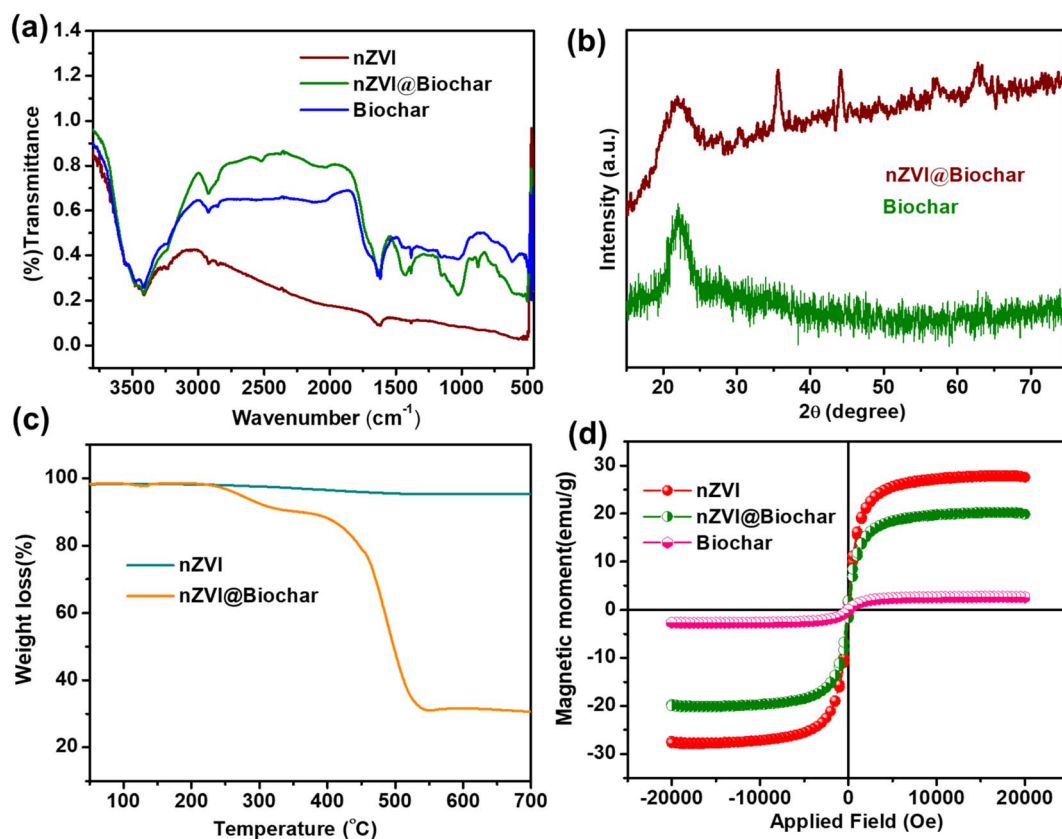 (a)
nZVI
nZVI@Biochar
Biochar
(%)Transmittance
1.4
1.2
1.0
0.8
0.6
0.4
0.2
0.0
3500 3000 2500 2000 1500 1000 500
Wavenumber (cm⁻¹)
(b)
nZVI@Biochar
Biochar
Intensity (a.u.)
20 30 40 50 60 70
2θ (degree)
(c)
100
80
60
40
20
nZVI
nZVI@Biochar
Weight loss(%)
100 200 300 400 500 600 700
Temperature (°C)
(d)
30
20
10
0
-10
-20
-30
nZVI
nZVI@Biochar
Biochar
Magnetic moment(emu/g)
-20000 -10000 0 10000 20000
Applied Field (Oe)